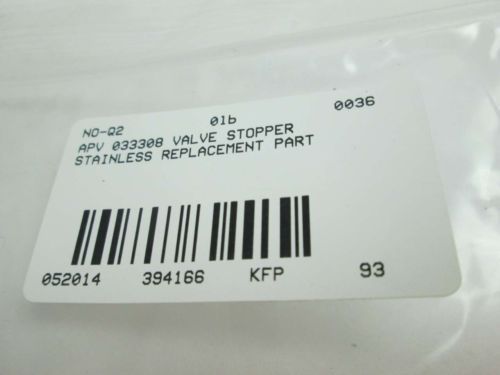 NO-Q2 01b 0036
APV 033308 VALVE STOPPER
STAINLESS REPLACEMENT PART
052014 394166 KFP 93